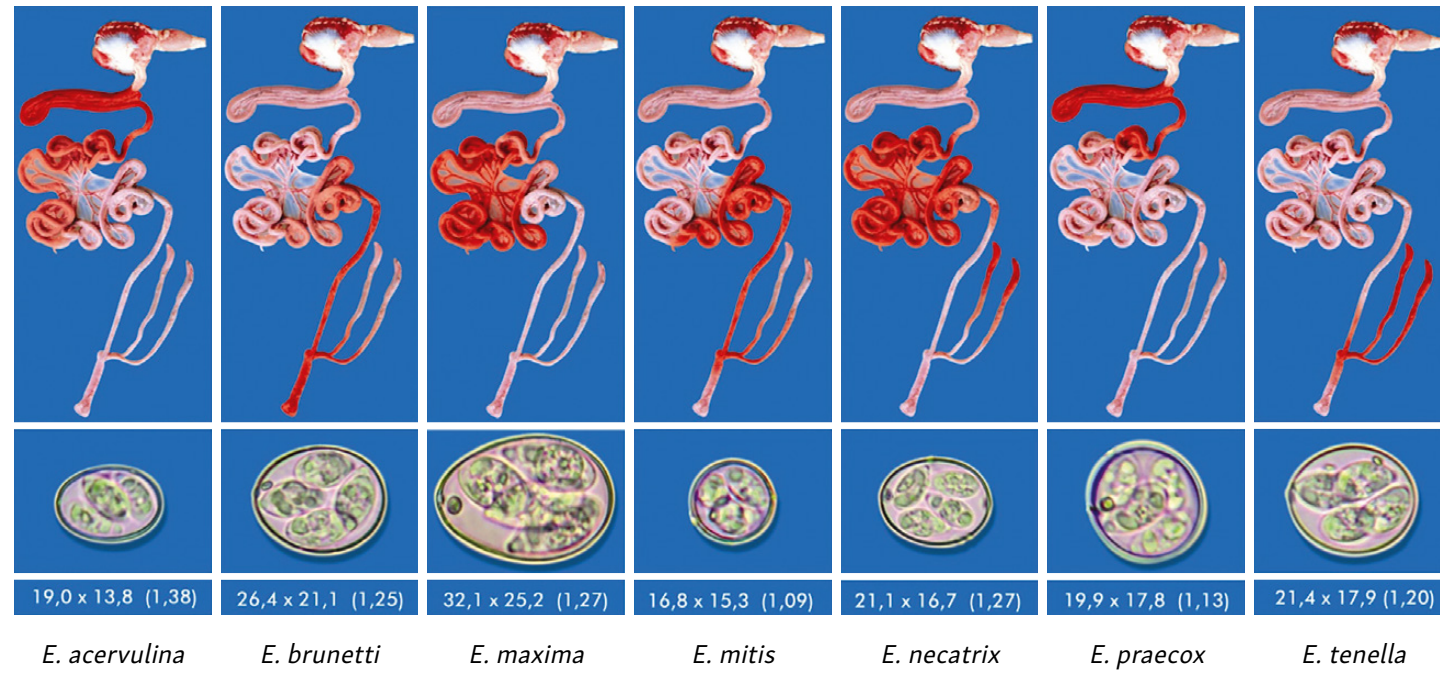 19,0 x 13,8 (1,38) 26,4 x 21,1 (1,25) 32,1 x 25,2 (1,27) 16,8 x 15,3 (1,09) 21,1 x 16,7 (1,27) 19,9 x 17,8 (1,13) 21,4 x 17,9 (1,20)
E. acervulina E. brunetti E. maxima E. mitis E. necatrix E. praecox E. tenella